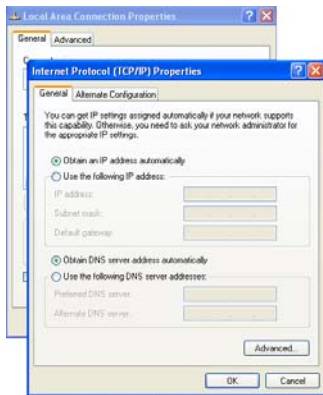 Local Area Connection Properties
General Advanced
Internet Protocol (TCP/IP) Properties
General Alternate Configuration
You can get IP settings assigned automatically if your network supports
this capability. Otherwise, you need to ask your network administrator for
the appropriate IP settings.
Obtain an IP address automatically
Use the following IP address:
IP address:
Subnet mask:
Default gateway:
Obtain DNS server address automatically
Use the following DNS server addresses:
Preferred DNS server:
Alternate DNS server:
Advanced...
OK Cancel